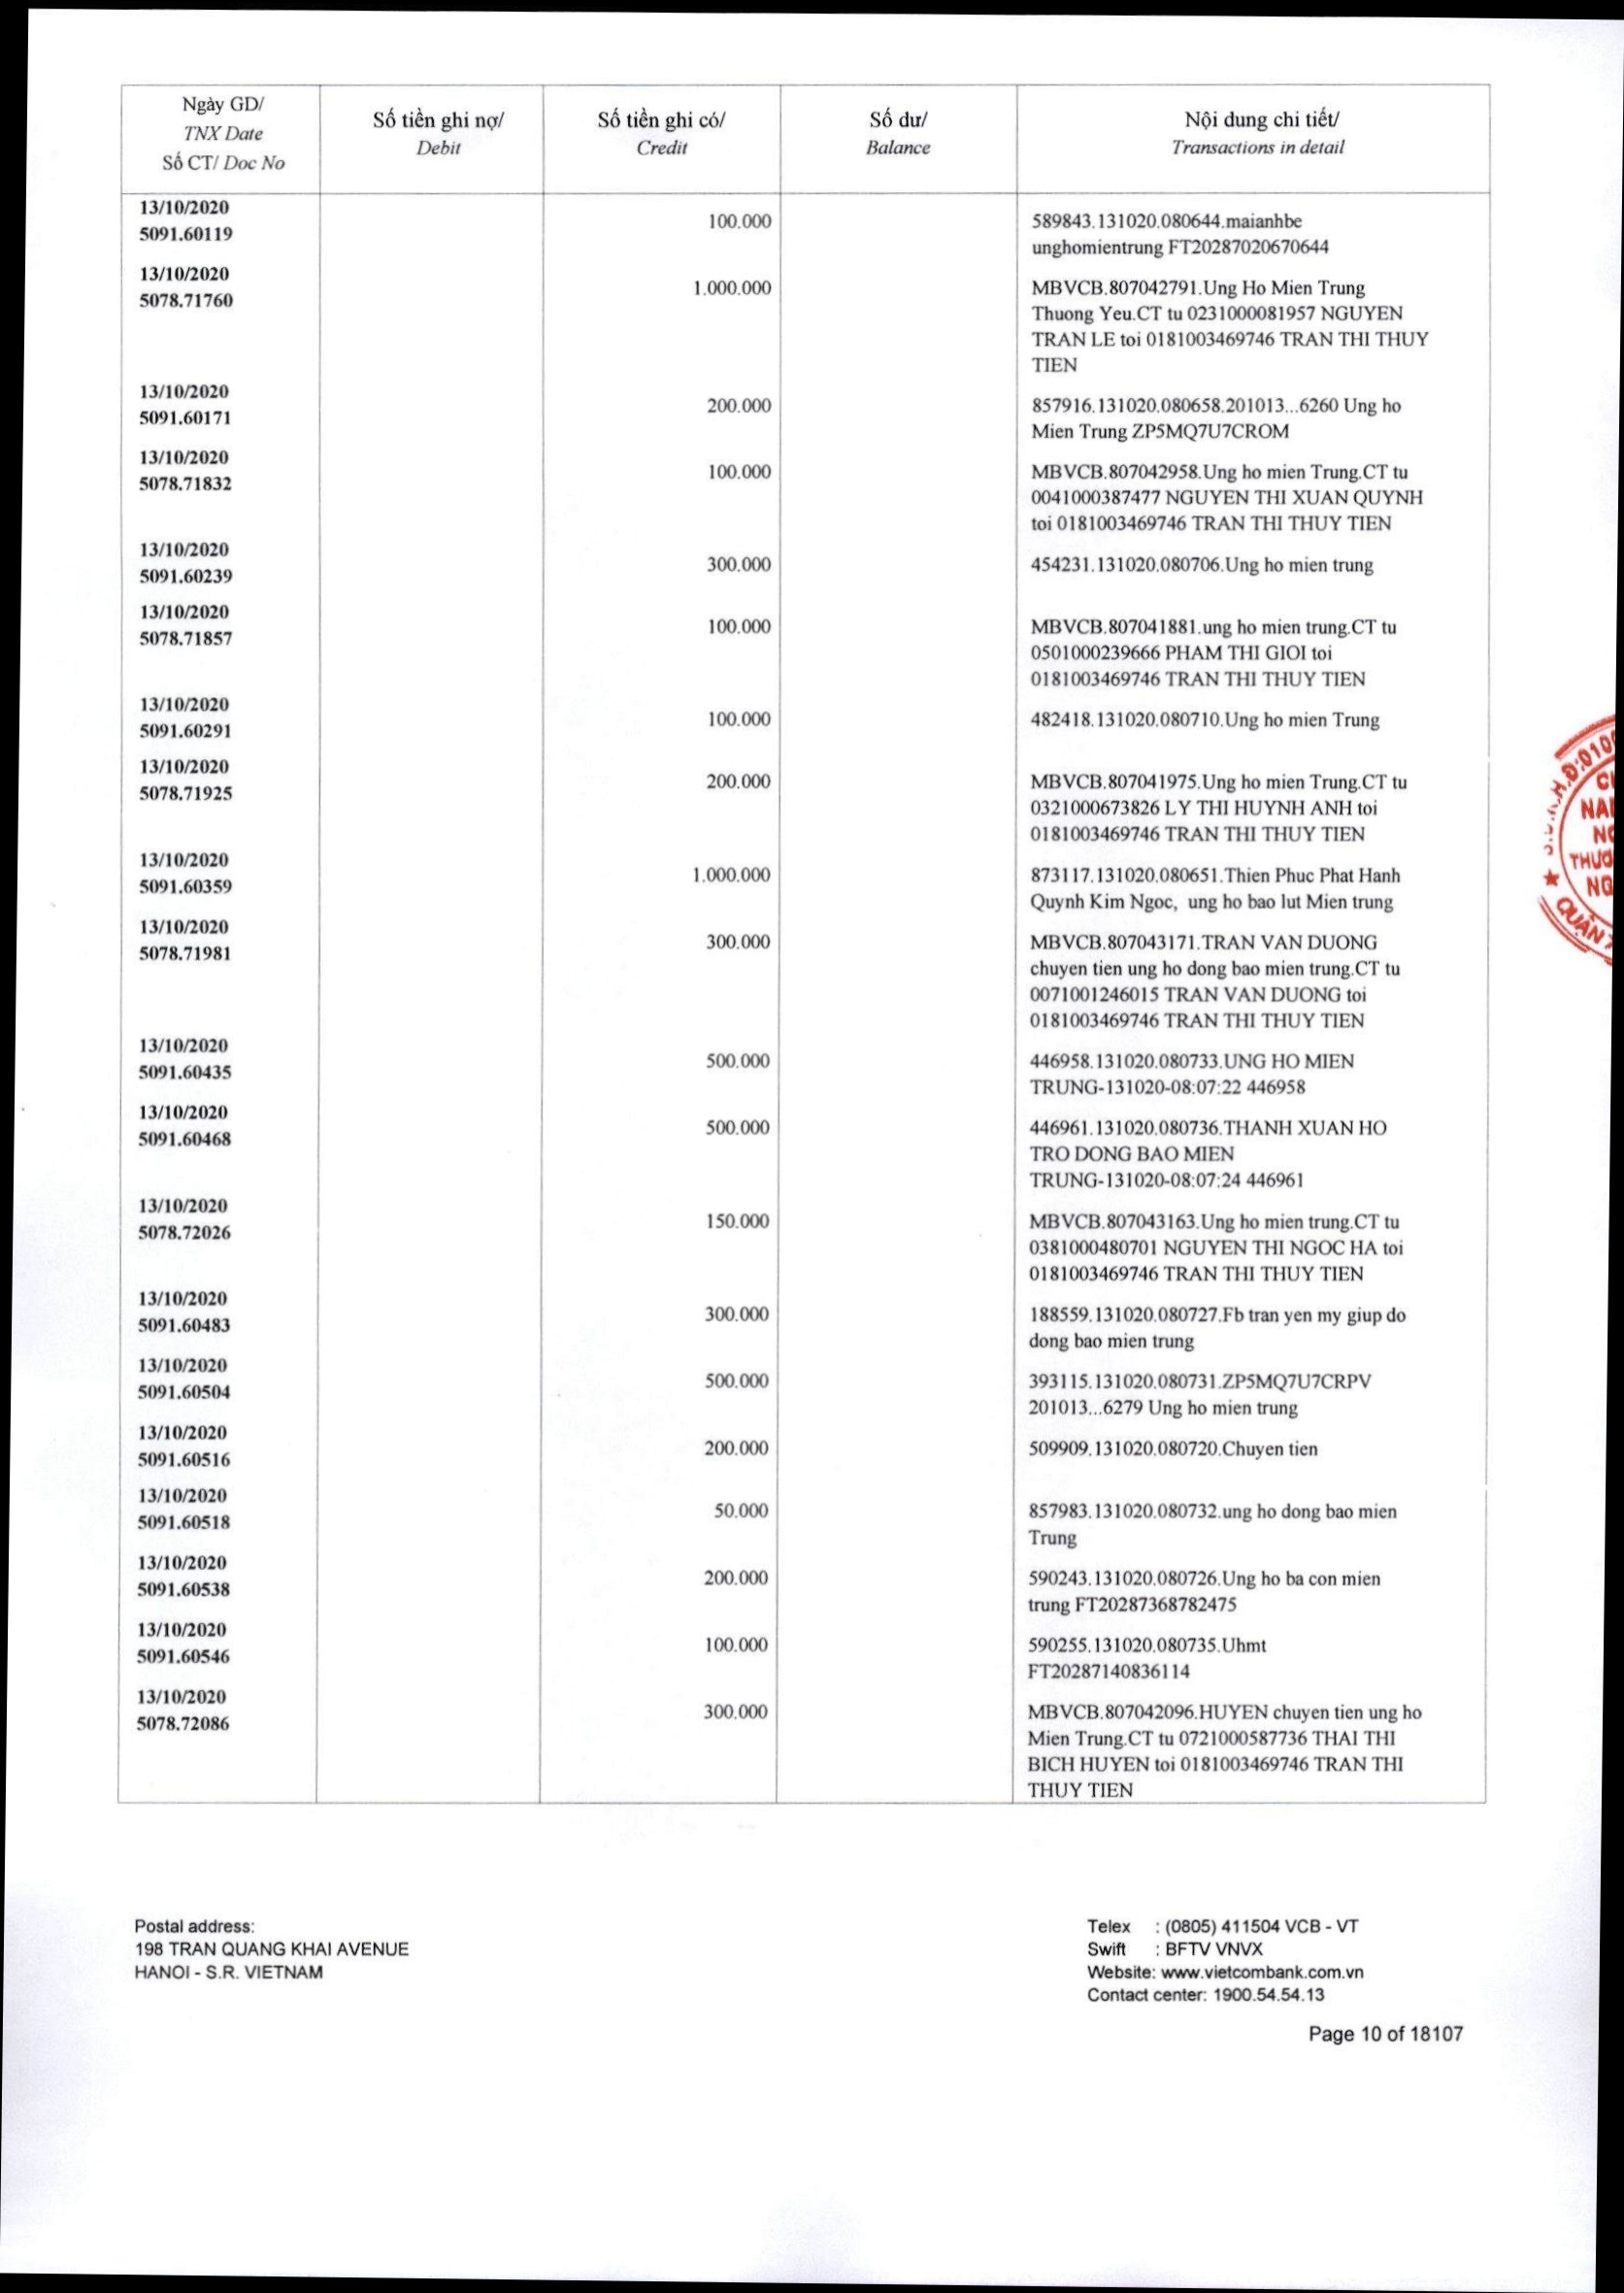 Ngày GD/
TNX Date
Số CT/ Doc No
Số tiền ghi nợ/
Debit
Số tiền ghi có/
Credit
Số dư/
Balance
Nội dung chi tiết/
Transactions in detail
13/10/2020
5091.60119
100.000
589843.131020.080644.maianhbe
unghomientrung FT20287020670644
13/10/2020
5078.71760
1.000.000
MBVCB.807042791.Ung Ho Mien Trung
Thuong Yeu.CT tu 0231000081957 NGUYEN
TRAN LE toi 0181003469746 TRAN THI THUY
TIEN
13/10/2020
5091.60171
200.000
857916.131020.080658.201013...6260 Ung ho
Mien Trung ZP5MQ7U7CROM
13/10/2020
5078.71832
100.000
MBVCB.807042958.Ung ho mien Trung.CT tu
0041000387477 NGUYEN THI XUAN QUYNH
toi 0181003469746 TRAN THI THUY TIEN
13/10/2020
5091.60239
300.000
454231.131020.080706.Ung ho mien trung
13/10/2020
5078.71857
100.000
MBVCB.807041881.ung ho mien trung.CT tu
0501000239666 PHAM THI GIOI toi
0181003469746 TRAN THI THUY TIEN
13/10/2020
5091.60291
100.000
482418.131020.080710.Ung ho mien Trung
13/10/2020
5078.71925
200.000
MBVCB.807041975.Ung ho mien Trung.CT tu
0321000673826 LY THI HUYNH ANH toi
0181003469746 TRAN THI THUY TIEN
13/10/2020
5091.60359
1.000.000
873117.131020.080651.Thien Phuc Phat Hanh
Quynh Kim Ngoc, ung ho bao lut Mien trung
13/10/2020
5078.71981
300.000
MBVCB.807043171.TRAN VAN DUONG
chuyen tien ung ho dong bao mien trung.CT tu
0071001246015 TRAN VAN DUONG toi
0181003469746 TRAN THI THUY TIEN
13/10/2020
5091.60435
500.000
446958.131020.080733.UNG HO MIEN
TRUNG-131020-08:07:22 446958
13/10/2020
5091.60468
500.000
446961.131020.080736.THANH XUAN HO
TRO DONG BAO MIEN
TRUNG-131020-08:07:24 446961
13/10/2020
5078.72026
150.000
MBVCB.807043163.Ung ho mien trung.CT tu
0381000480701 NGUYEN THI NGOC HA toi
0181003469746 TRAN THI THUY TIEN
13/10/2020
5091.60483
300.000
188559.131020.080727.Fb tran yen my giup do
dong bao mien trung
13/10/2020
5091.60504
500.000
393115.131020.080731.ZP5MQ7U7CRPV
201013...6279 Ung ho mien trung
13/10/2020
5091.60516
200.000
509909.131020.080720.Chuyen tien
13/10/2020
5091.60518
50.000
857983.131020.080732.ung ho dong bao mien
Trung
13/10/2020
5091.60538
200.000
590243.131020.080726.Ung ho ba con mien
trung FT20287368782475
13/10/2020
5091.60546
100.000
590255.131020.080735.Uhmt
FT20287140836114
13/10/2020
5078.72086
300.000
MBVCB.807042096.HUYEN chuyen tien ung ho
Mien Trung.CT tu 0721000587736 THAI THI
BICH HUYEN toi 0181003469746 TRAN THI
THUY TIEN
QUẬN 7
Postal address:
198 TRAN QUANG KHAI AVENUE
HANOI - S.R. VIETNAM
Telex : (0805) 411504 VCB - VT
Swift : BFTV VNVX
Website: www.vietcombank.com.vn
Contact center: 1900.54.54.13
Page 10 of 18107